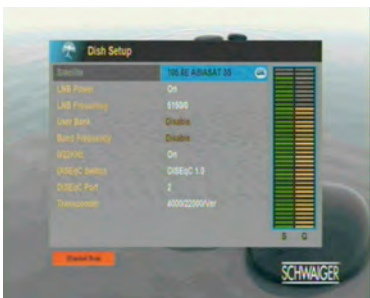 Dish Setup
Satellite 105.5E ASIASAT 3S
LNB Power On
LNB Frequency 5150/0
User Band Disable
Band Frequency Disable
0/22KHz On
DiSEqC Switch DiSEqC 1.0
DiSEqC Port 2
Transponder 4000/22000/Ver
S Q
SCHWAIGER